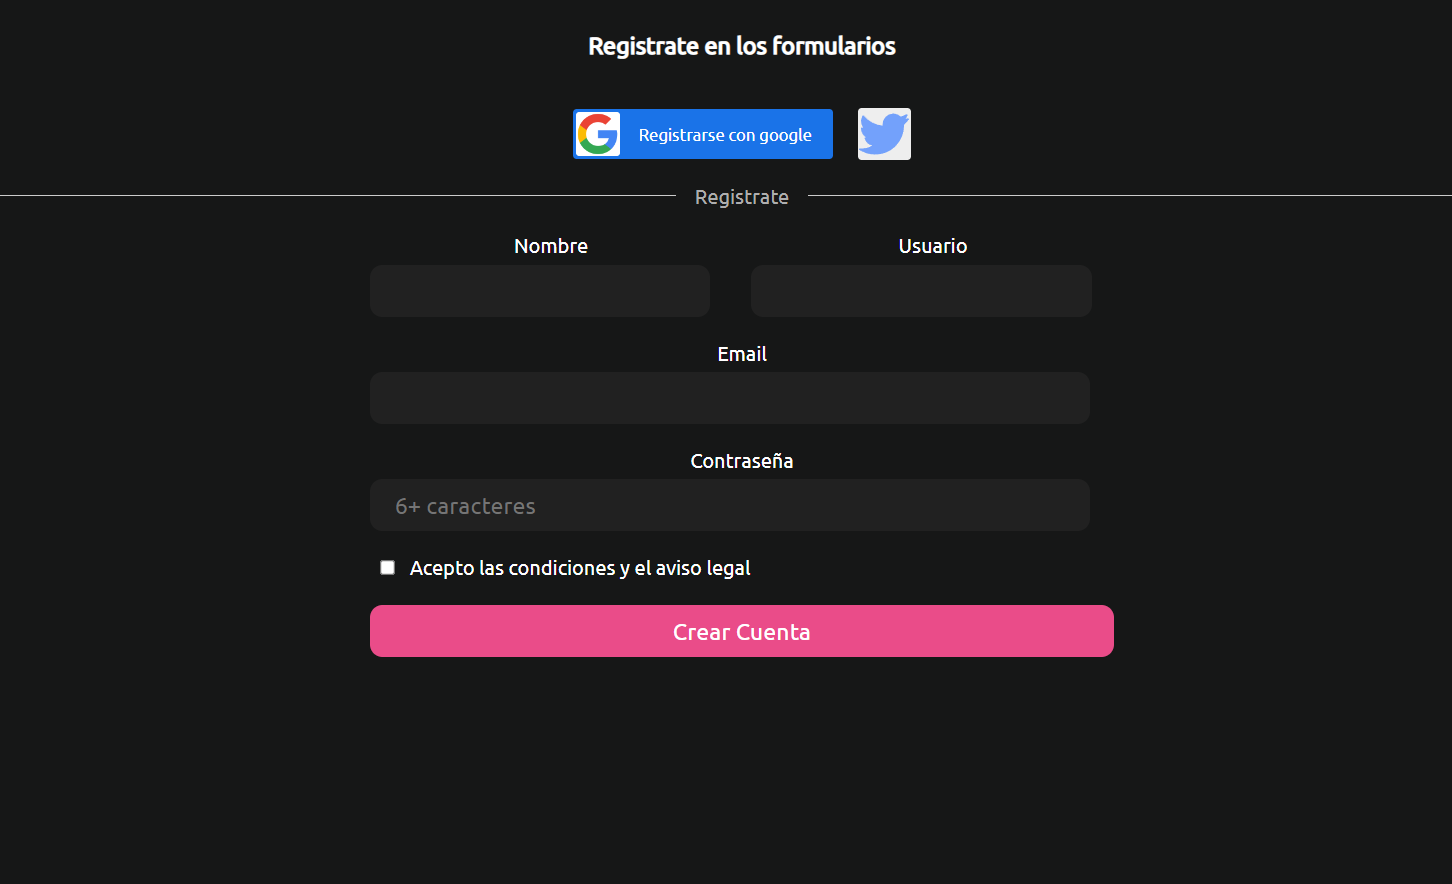 Registrate en los formularios
Registrarse con google
Registrate
Nombre
Usuario
Email
Contraseña
6+ caracteres
Acepto las condiciones y el aviso legal
Crear Cuenta